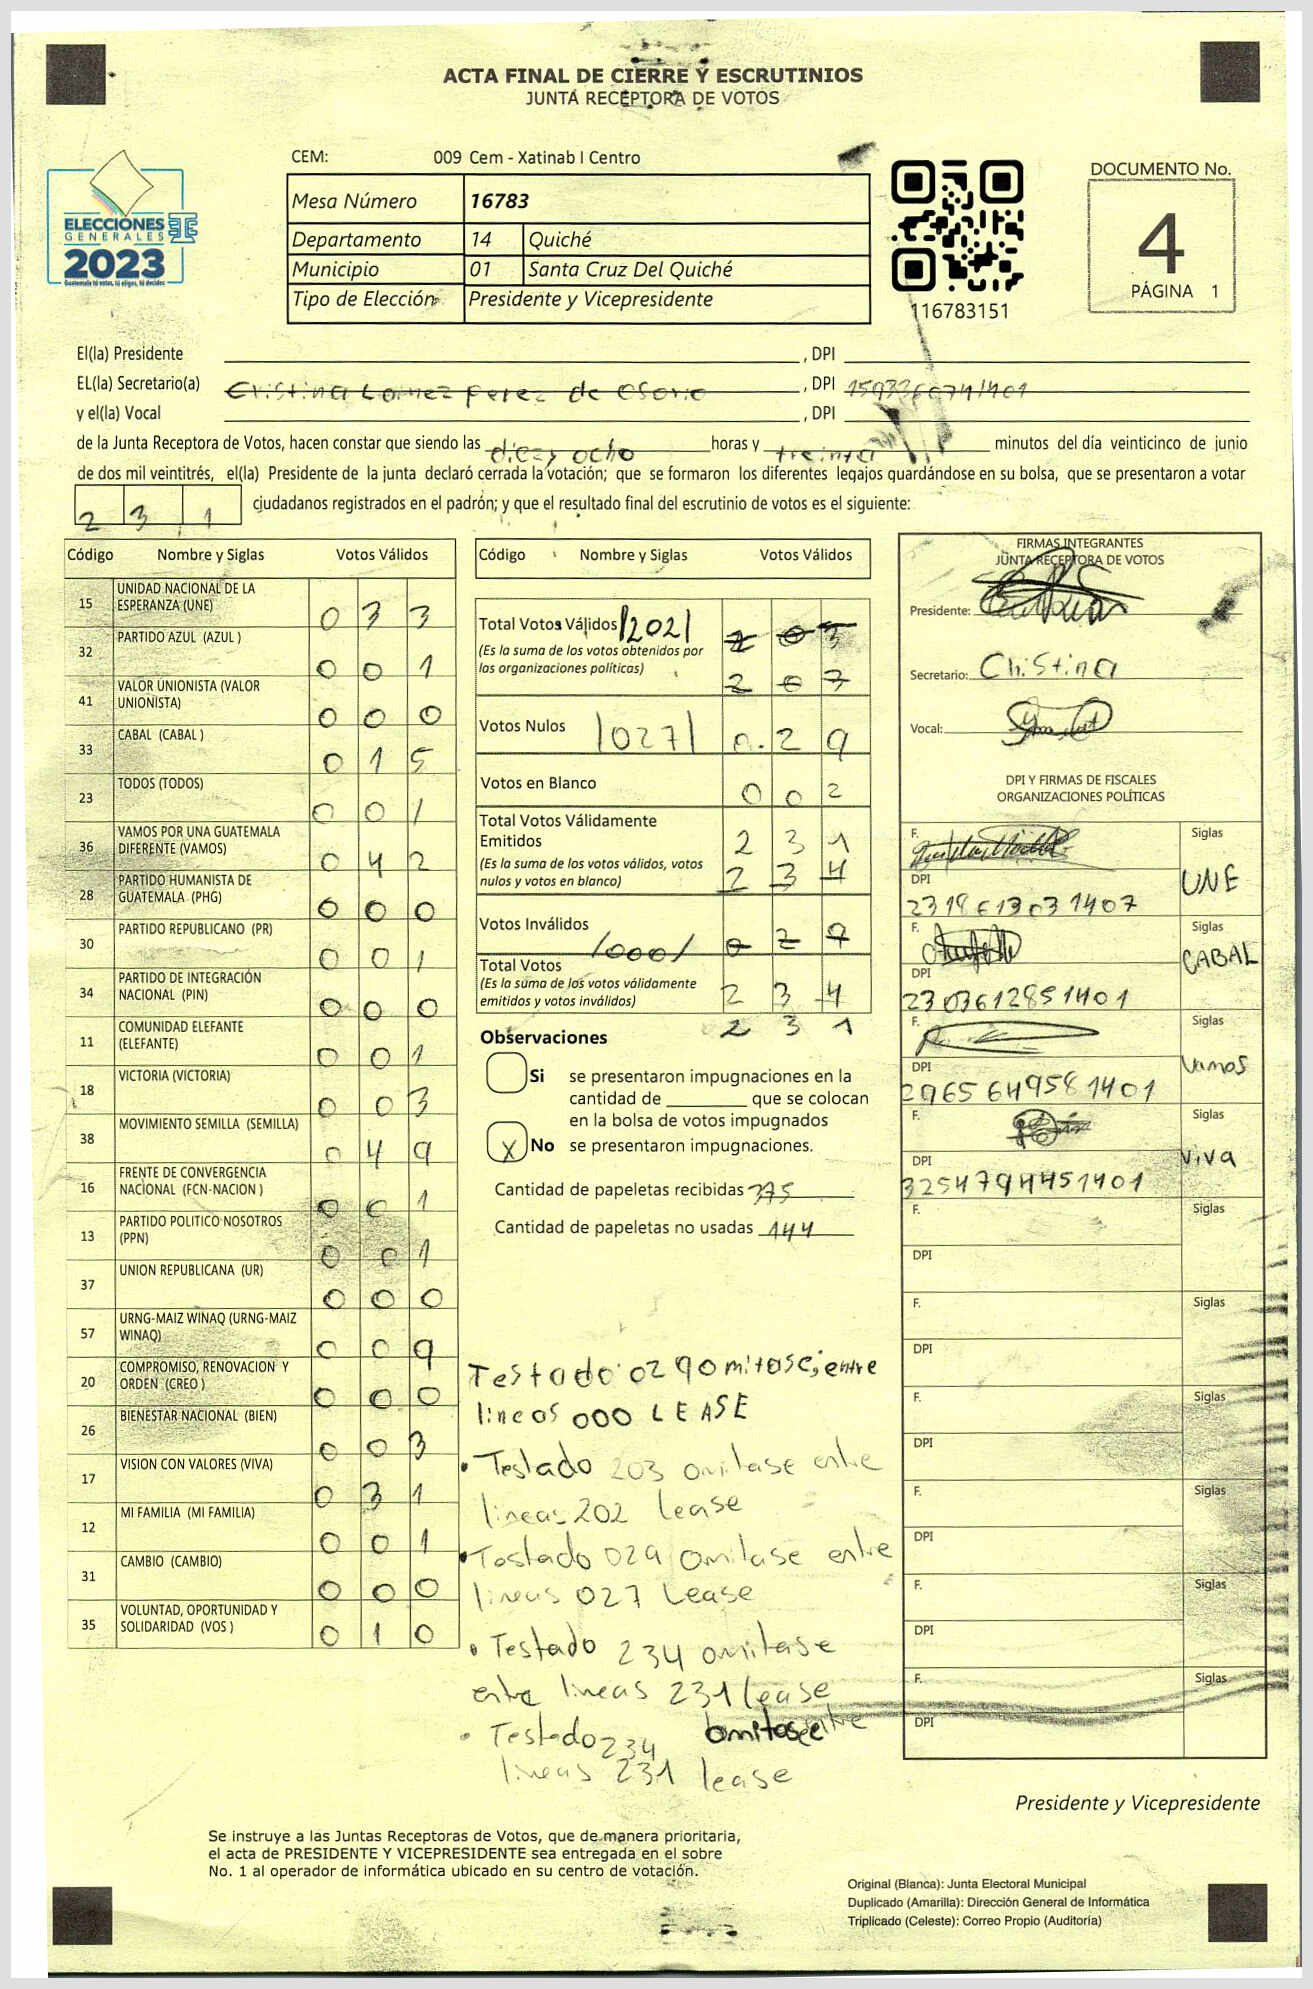 ACTA FINAL DE CIERRE Y ESCRUTINIOS
JUNTA RECEPTORA DE VOTOS
CEM: 009 Cem - Xatinab I Centro
ELECCIONES
GENERALES
2023
Guatemala tú votas, tú eliges, tú decides
Mesa Número 16783
Departamento 14 Quiché
Municipio 01 Santa Cruz Del Quiché
Tipo de Elección Presidente y Vicepresidente
116783151
DOCUMENTO No.
4
PÁGINA 1
El(la) Presidente , DPI
EL(la) Secretario(a) Cristina Lainez Perez de Osorio , DPI 1593360741401
y el(la) Vocal , DPI
de la Junta Receptora de Votos, hacen constar que siendo las diez y ocho horas y treinta minutos del día veinticinco de junio
de dos mil veintitrés, el(la) Presidente de la junta declaró cerrada la votación; que se formaron los diferentes legajos guardándose en su bolsa, que se presentaron a votar
2 3 1 ciudadanos registrados en el padrón; y que el resultado final del escrutinio de votos es el siguiente:
Código Nombre y Siglas Votos Válidos
15 UNIDAD NACIONAL DE LA ESPERANZA (UNE) 0 3 3
32 PARTIDO AZUL (AZUL ) 0 0 1
41 VALOR UNIONISTA (VALOR UNIONISTA) 0 0 0
33 CABAL (CABAL ) 0 1 5
23 TODOS (TODOS) 0 0 1
36 VAMOS POR UNA GUATEMALA DIFERENTE (VAMOS) 0 4 2
28 PARTIDO HUMANISTA DE GUATEMALA (PHG) 0 0 0
30 PARTIDO REPUBLICANO (PR) 0 0 1
34 PARTIDO DE INTEGRACIÓN NACIONAL (PIN) 0 0 0
11 COMUNIDAD ELEFANTE (ELEFANTE) 0 0 1
18 VICTORIA (VICTORIA) 0 0 3
38 MOVIMIENTO SEMILLA (SEMILLA) 0 4 9
16 FRENTE DE CONVERGENCIA NACIONAL (FCN-NACION ) 0 0 1
13 PARTIDO POLITICO NOSOTROS (PPN) 0 0 1
37 UNION REPUBLICANA (UR) 0 0 0
57 URNG-MAIZ WINAQ (URNG-MAIZ WINAQ) 0 0 9
20 COMPROMISO, RENOVACION Y ORDEN (CREO ) 0 0 0
26 BIENESTAR NACIONAL (BIEN) 0 0 3
17 VISION CON VALORES (VIVA) 0 3 1
12 MI FAMILIA (MI FAMILIA) 0 0 1
31 CAMBIO (CAMBIO) 0 0 0
35 VOLUNTAD, OPORTUNIDAD Y SOLIDARIDAD (VOS ) 0 1 0
Código Nombre y Siglas Votos Válidos
Total Votos Válidos /202/ 2 0 3
(Es la suma de los votos obtenidos por
las organizaciones políticas) 2 0 3
Votos Nulos /027/ 0.29
Votos en Blanco 0 0 2
Total Votos Válidamente
Emitidos 2 3 1
(Es la suma de los votos válidos, votos
nulos y votos en blanco) 2 3 4
Votos Inválidos /000/ 0 2 9
Total Votos
(Es la suma de los votos válidamente
emitidos y votos inválidos) 2 3 4
2 3 1
Observaciones
Si se presentaron impugnaciones en la
cantidad de ________ que se colocan
en la bolsa de votos impugnados
X No se presentaron impugnaciones.
Cantidad de papeletas recibidas 375
Cantidad de papeletas no usadas 144
Testado 029 omitase, entre
lineas 000 LEASE
• Testado 203 omitase entre
lineas 202 lease
• Testado 029 omitase entre
lineas 027 Lease
• Testado 234 omitase
entre lineas 231 lease
• Testado 234 omitase entre
lineas 231 lease
FIRMAS INTEGRANTES
JUNTA RECEPTORA DE VOTOS
Presidente:
Secretario: Cristina
Vocal:
DPI Y FIRMAS DE FISCALES
ORGANIZACIONES POLÍTICAS
F. Siglas
DPI UNE
2318613031407
F. Siglas
DPI CABAL
2303612851401
F. Siglas
DPI Vamos
2965649581401
F. Siglas
DPI viva
3254794451401
F. Siglas
DPI
F. Siglas
DPI
F. Siglas
DPI
F. Siglas
DPI
F. Siglas
DPI
F. Siglas
DPI
Presidente y Vicepresidente
Se instruye a las Juntas Receptoras de Votos, que de manera prioritaria,
el acta de PRESIDENTE Y VICEPRESIDENTE sea entregada en el sobre
No. 1 al operador de informática ubicado en su centro de votación.
Original (Blanca): Junta Electoral Municipal
Duplicado (Amarilla): Dirección General de Informática
Triplicado (Celeste): Correo Propio (Auditoría)